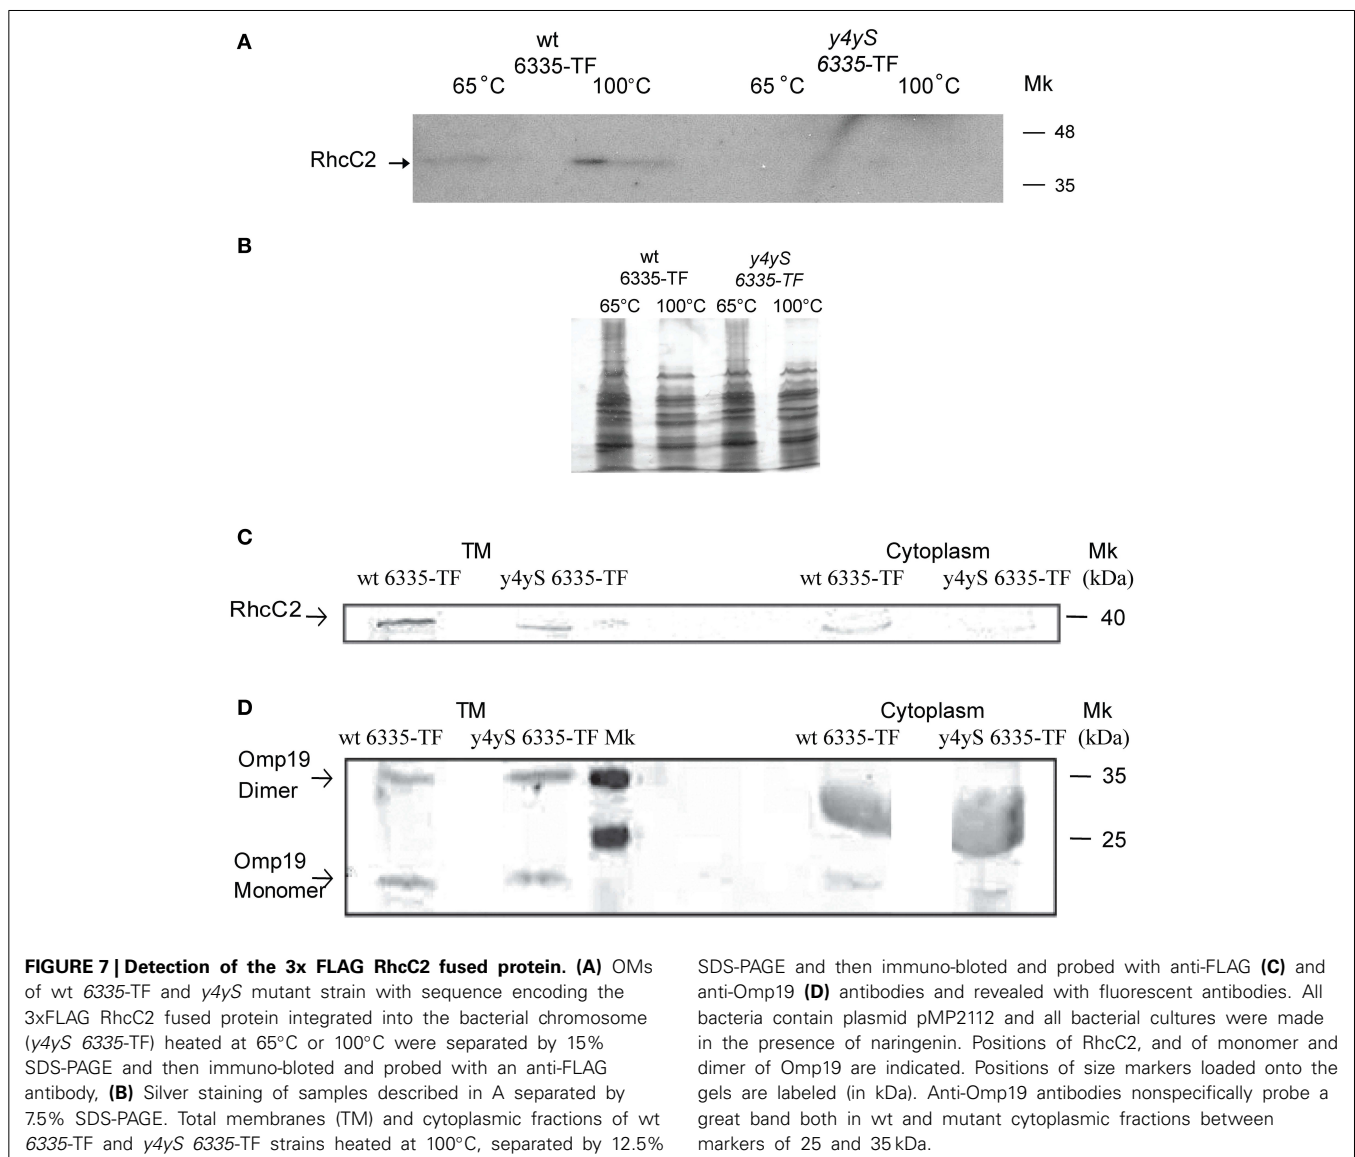 A
wt
6335-TF
65°C 100°C
y4yS
6335-TF
65°C 100°C
Mk
48
RhcC2
35
B
wt
6335-TF
y4yS
6335-TF
65°C 100°C 65°C 100°C
C
TM Cytoplasm Mk
wt 6335-TF y4yS 6335-TF wt 6335-TF y4yS 6335-TF (kDa)
RhcC2
40
D
TM Cytoplasm Mk
wt 6335-TF y4yS 6335-TF Mk wt 6335-TF y4yS 6335-TF (kDa)
Omp19
Dimer
35
25
Omp19
Monomer
FIGURE 7 | Detection of the 3x FLAG RhcC2 fused protein. (A) OMs
of wt 6335-TF and y4yS mutant strain with sequence encoding the
3xFLAG RhcC2 fused protein integrated into the bacterial chromosome
(y4yS 6335-TF) heated at 65°C or 100°C were separated by 15%
SDS-PAGE and then immuno-bloted and probed with an anti-FLAG
antibody, (B) Silver staining of samples described in A separated by
7.5% SDS-PAGE. Total membranes (TM) and cytoplasmic fractions of wt
6335-TF and y4yS 6335-TF strains heated at 100°C, separated by 12.5%
SDS-PAGE and then immuno-bloted and probed with anti-FLAG (C) and
anti-Omp19 (D) antibodies and revealed with fluorescent antibodies. All
bacteria contain plasmid pMP2112 and all bacterial cultures were made
in the presence of naringenin. Positions of RhcC2, and of monomer and
dimer of Omp19 are indicated. Positions of size markers loaded onto the
gels are labeled (in kDa). Anti-Omp19 antibodies nonspecifically probe a
great band both in wt and mutant cytoplasmic fractions between
markers of 25 and 35 kDa.